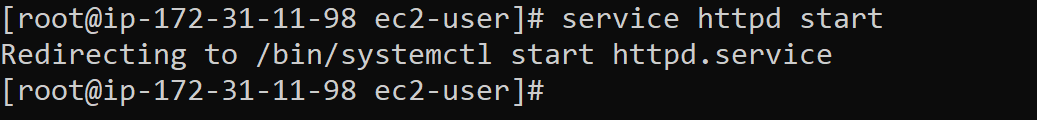 [root@ip-172-31-11-98 ec2-user]# service httpd start
Redirecting to /bin/systemctl start httpd.service
[root@ip-172-31-11-98 ec2-user]#